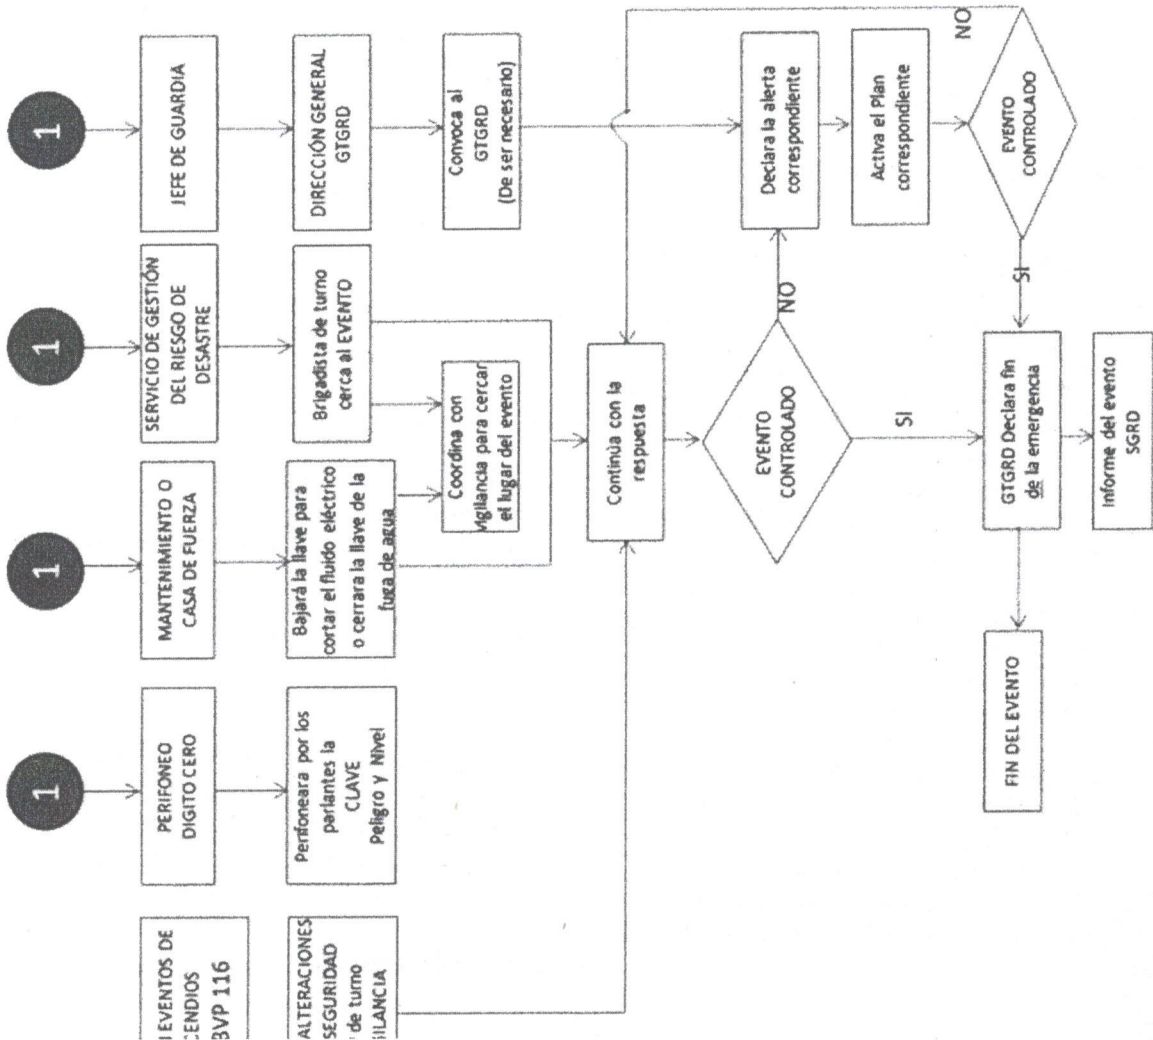 1
1
1
1
EVENTOS DE
CENDIOS
BVP 116
PERIFONEO
DIGITO CERO
MANTENIMIENTO O
CASA DE FUERZA
SERVICIO DE GESTIÓN
DEL RIESGO DE
DESASTRE
JEFE DE GUARDIA
ALTERACIONES
SEGURIDAD
de turno
ILANCIA
Perifoneara por los
parlantes la
CLAVE
Peligro y Nivel
Bajará la llave para
cortar el fluido eléctrico
o cerrara la llave de la
fuga de agua
Brigadista de turno
cerca al EVENTO
DIRECCIÓN GENERAL
GTGRD
Coordina con
Vigilancia para cercar
el lugar del evento
Convoca al
GTGRD
(De ser necesario)
Continúa con la
respuesta
EVENTO
CONTROLADO
NO
Declara la alerta
correspondiente
Activa el Plan
correspondiente
NO
EVENTO
CONTROLADO
SI
SI
GTGRD Declara fin
de la emergencia
FIN DEL EVENTO
Informe del evento
SGRD